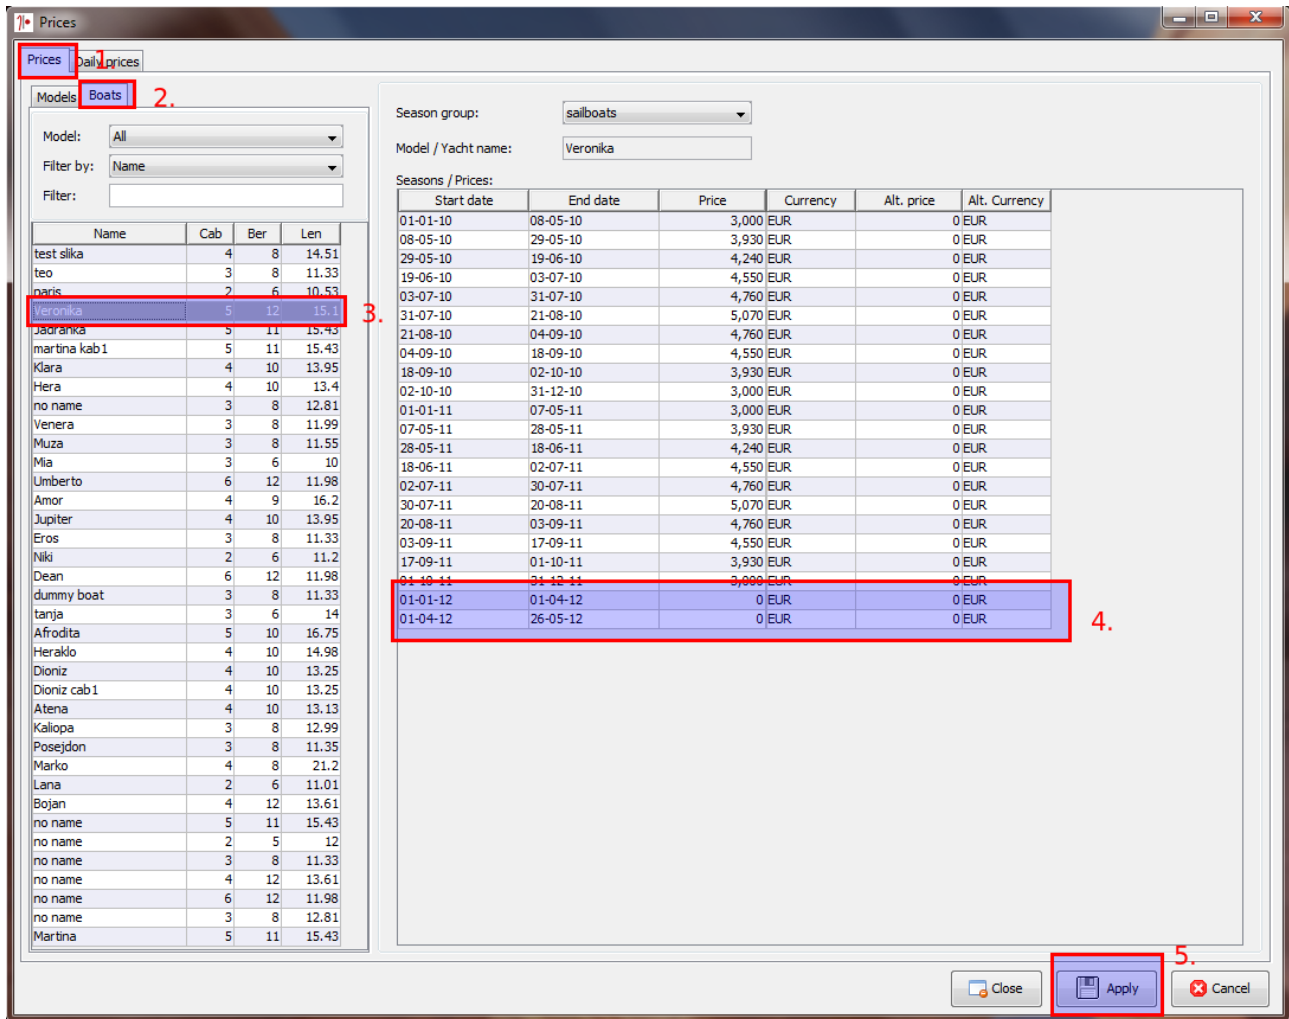 Prices
Prices 1. Daily prices
Models Boats 2.
Model: All
Filter by: Name
Filter:
Name Cab Ber Len
test slika 4 8 14.51
teo 3 8 11.33
paris 2 6 10.53
Veronika 5 12 15.1 3.
Jadranka 5 11 15.43
martina kab1 5 11 15.43
Klara 4 10 13.95
Hera 4 10 13.4
no name 3 8 12.81
Venera 3 8 11.99
Muza 3 8 11.55
Mia 3 6 10
Umberto 6 12 11.98
Amor 4 9 16.2
Jupiter 4 10 13.95
Eros 3 8 11.33
Niki 2 6 11.2
Dean 6 12 11.98
dummy boat 3 8 11.33
tanja 3 6 14
Afrodita 5 10 16.75
Heraklo 4 10 14.98
Dioniz 4 10 13.25
Dioniz cab1 4 10 13.25
Atena 4 10 13.13
Kaliopa 3 8 12.99
Posejdon 3 8 11.35
Marko 4 8 21.2
Lana 2 6 11.01
Bojan 4 12 13.61
no name 5 11 15.43
no name 2 5 12
no name 3 8 11.33
no name 4 12 13.61
no name 6 12 11.98
no name 3 8 12.81
Martina 5 11 15.43
Season group: sailboats
Model / Yacht name: Veronika
Seasons / Prices:
Start date End date Price Currency Alt. price Alt. Currency
01-01-10 08-05-10 3,000 EUR 0 EUR
08-05-10 29-05-10 3,930 EUR 0 EUR
29-05-10 19-06-10 4,240 EUR 0 EUR
19-06-10 03-07-10 4,550 EUR 0 EUR
03-07-10 31-07-10 4,760 EUR 0 EUR
31-07-10 21-08-10 5,070 EUR 0 EUR
21-08-10 04-09-10 4,760 EUR 0 EUR
04-09-10 18-09-10 4,550 EUR 0 EUR
18-09-10 02-10-10 3,930 EUR 0 EUR
02-10-10 31-12-10 3,000 EUR 0 EUR
01-01-11 07-05-11 3,000 EUR 0 EUR
07-05-11 28-05-11 3,930 EUR 0 EUR
28-05-11 18-06-11 4,240 EUR 0 EUR
18-06-11 02-07-11 4,550 EUR 0 EUR
02-07-11 30-07-11 4,760 EUR 0 EUR
30-07-11 20-08-11 5,070 EUR 0 EUR
20-08-11 03-09-11 4,760 EUR 0 EUR
03-09-11 17-09-11 4,550 EUR 0 EUR
17-09-11 01-10-11 3,930 EUR 0 EUR
01-10-11 31-12-11 3,000 EUR 0 EUR
01-01-12 01-04-12 0 EUR 0 EUR
01-04-12 26-05-12 0 EUR 0 EUR 4.
5.
Close Apply Cancel